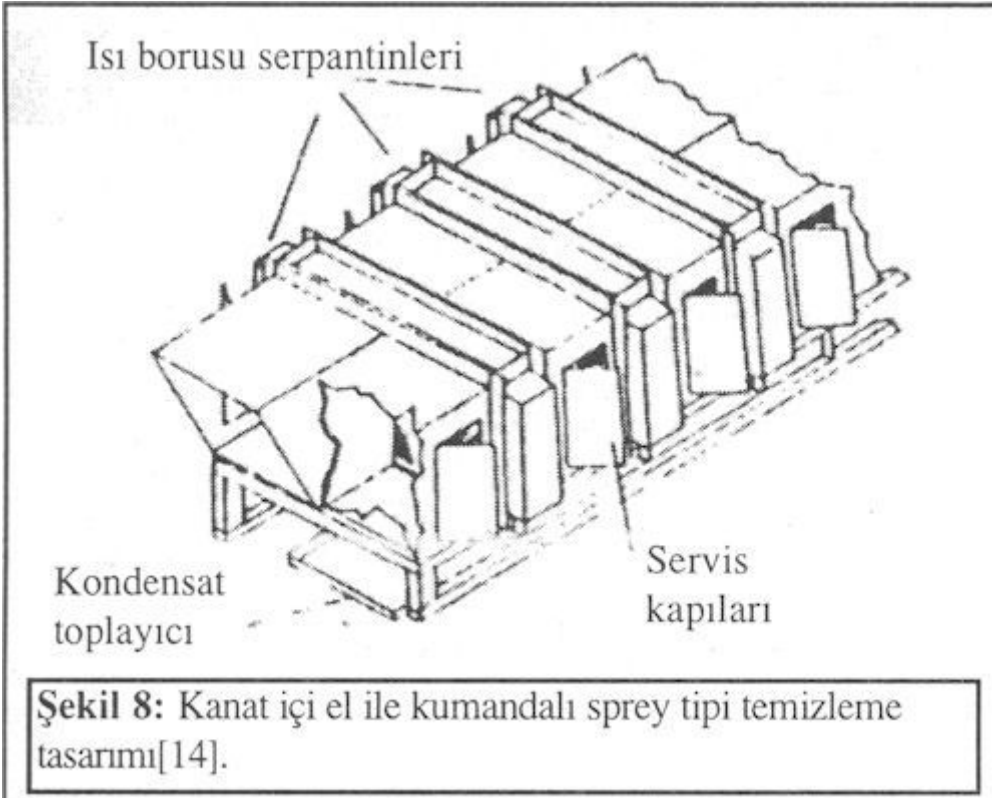 Isı borusu serpantinleri
Kondensat
toplayıcı
Servis
kapıları
Şekil 8: Kanat içi el ile kumandalı sprey tipi temizleme
tasarımı[14].